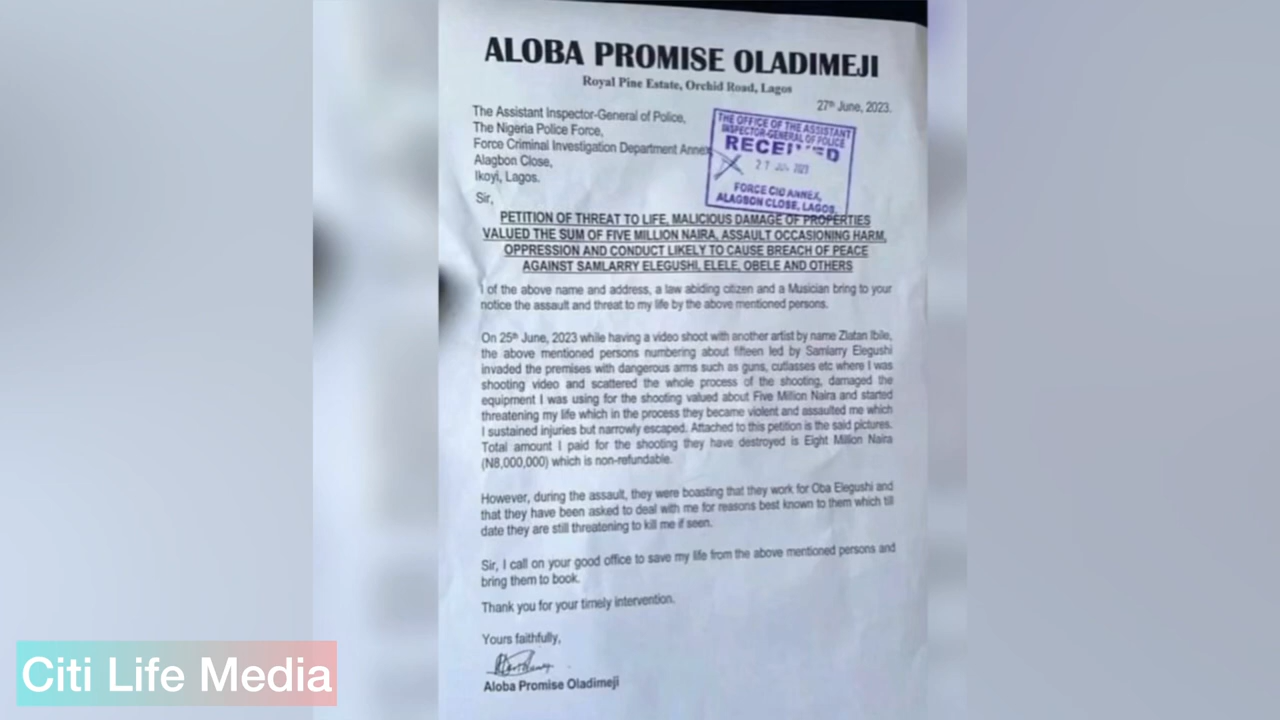 ALOBA PROMISE OLADIMEJI
Royal Pine Estate, Orchid Road, Lagos
27th June, 2023.
The Assistant Inspector-General of Police,
The Nigeria Police Force,
Force Criminal Investigation Department Annex
Alagbon Close,
Ikoyi, Lagos.
THE OFFICE OF THE ASSISTANT
INSPECTOR-GENERAL OF POLICE
RECEIVED
27 JUN 2023
FORCE CID ANNEX,
ALAGBON CLOSE, LAGOS.
Sir,
PETITION OF THREAT TO LIFE, MALICIOUS DAMAGE OF PROPERTIES
VALUED THE SUM OF FIVE MILLION NAIRA, ASSAULT OCCASIONING HARM,
OPPRESSION AND CONDUCT LIKELY TO CAUSE BREACH OF PEACE
AGAINST SAMLARRY ELEGUSHI, ELELE, OBELE AND OTHERS
I of the above name and address, a law abiding citizen and a Musician bring to your
notice the assault and threat to my life by the above mentioned persons.
On 25th June, 2023 while having a video shoot with another artist by name Zlatan Ibile,
the above mentioned persons numbering about fifteen led by Samlarry Elegushi
invaded the premises with dangerous arms such as guns, cutlasses etc where I was
shooting video and scattered the whole process of the shooting, damaged the
equipment I was using for the shooting valued about Five Million Naira and started
threatening my life which in the process they became violent and assaulted me which
I sustained injuries but narrowly escaped. Attached to this petition is the said pictures.
Total amount I paid for the shooting they have destroyed is Eight Million Naira
(N8,000,000) which is non-refundable.
However, during the assault, they were boasting that they work for Oba Elegushi and
that they have been asked to deal with me for reasons best known to them which till
date they are still threatening to kill me if seen.
Sir, I call on your good office to save my life from the above mentioned persons and
bring them to book.
Thank you for your timely intervention.
Yours faithfully,
Aloba Promise Oladimeji
Citi Life Media